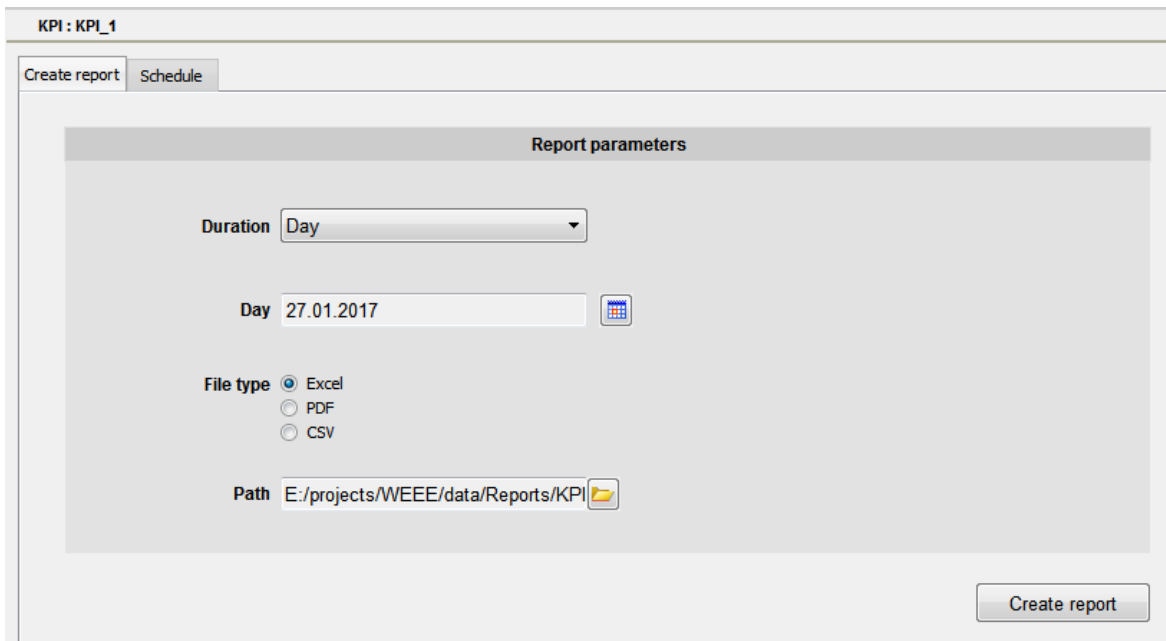 KPI : KPI_1
Create report Schedule
Report parameters
Duration Day
Day 27.01.2017
File type Excel
PDF
CSV
Path E:/projects/WEEE/data/Reports/KPI
Create report